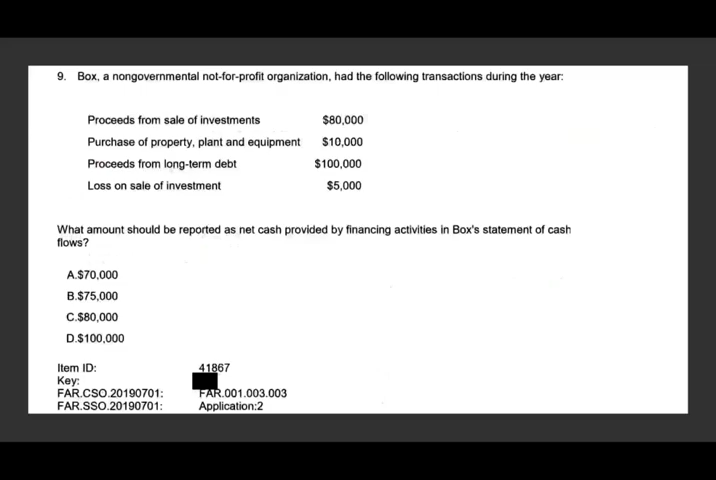 9. Box, a nongovernmental not-for-profit organization, had the following transactions during the year:
Proceeds from sale of investments $80,000
Purchase of property, plant and equipment $10,000
Proceeds from long-term debt $100,000
Loss on sale of investment $5,000
What amount should be reported as net cash provided by financing activities in Box's statement of cash
flows?
A.$70,000
B.$75,000
C.$80,000
D.$100,000
Item ID: 41867
Key:
FAR.CSO.20190701: FAR.001.003.003
FAR.SSO.20190701: Application:2